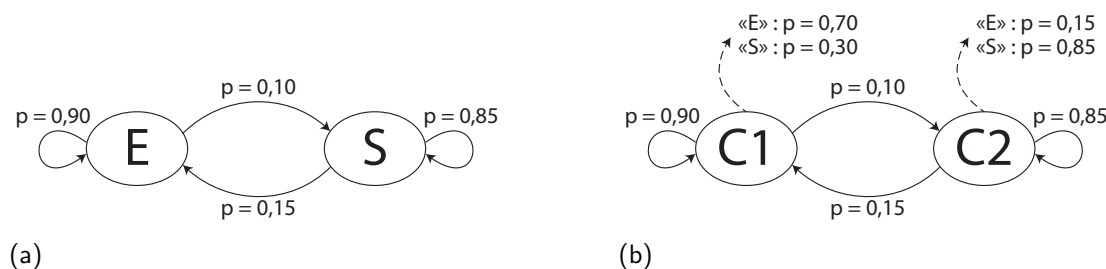 p = 0,90
E
p = 0,10
S
p = 0,85
p = 0,15
(a)
«E» : p = 0,70
«S» : p = 0,30
«E» : p = 0,15
«S» : p = 0,85
p = 0,90
C1
p = 0,10
C2
p = 0,85
p = 0,15
(b)